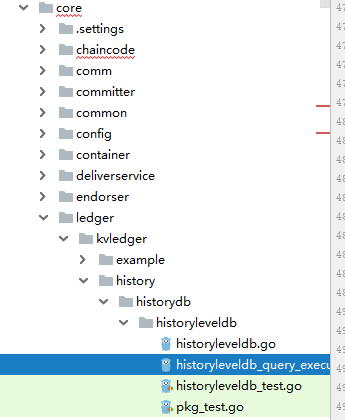 core
.settings
chaincode
comm
committer
common
config
container
deliverservice
endorser
ledger
kvledger
example
history
historydb
historyleveldb
historyleveldb.go
historyleveldb_query_execu
historyleveldb_test.go
pkg_test.go